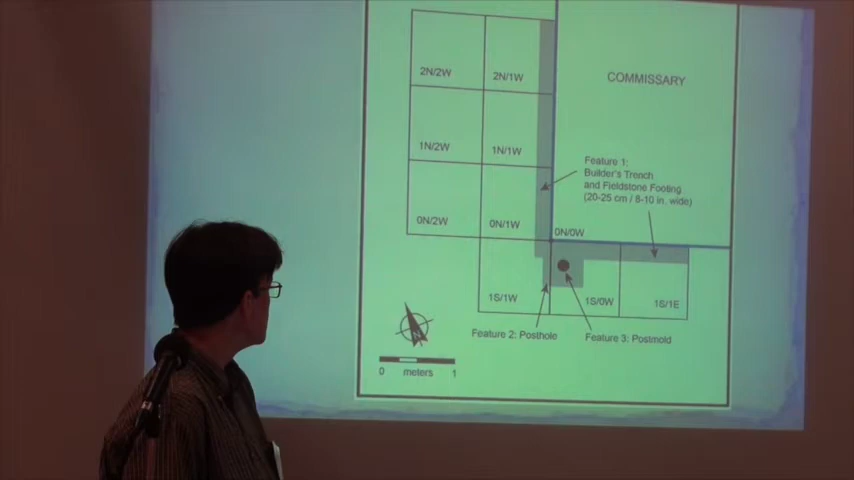 2N/2W
2N/1W
COMMISSARY
1N/2W
1N/1W
Feature 1:
Builder's Trench
and Fieldstone Footing
(20-25 cm / 8-10 in. wide)
0N/2W
0N/1W
0N/0W
1S/1W
1S/0W
1S/1E
Feature 2: Posthole
Feature 3: Postmold
N
0 meters 1